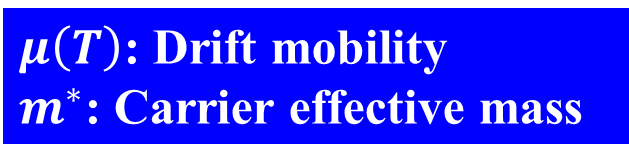 μ(T): Drift mobility
m*: Carrier effective mass